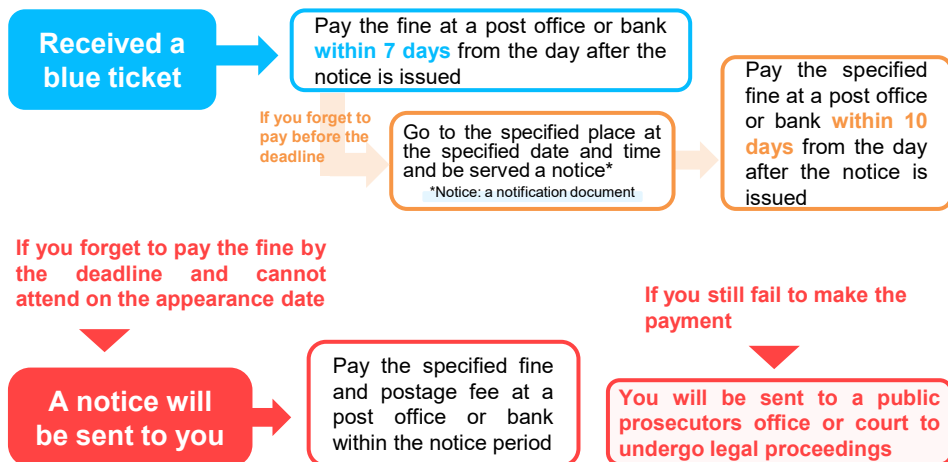 Received a
blue ticket
Pay the fine at a post office or bank
within 7 days from the day after the
notice is issued
If you forget to
pay before the
deadline
Go to the specified place at
the specified date and time
and be served a notice*
*Notice: a notification document
Pay the specified
fine at a post office
or bank within 10
days from the day
after the notice is
issued
If you forget to pay the fine by
the deadline and cannot
attend on the appearance date
A notice will
be sent to you
Pay the specified fine
and postage fee at a
post office or bank
within the notice period
If you still fail to make the
payment
You will be sent to a public
prosecutors office or court to
undergo legal proceedings